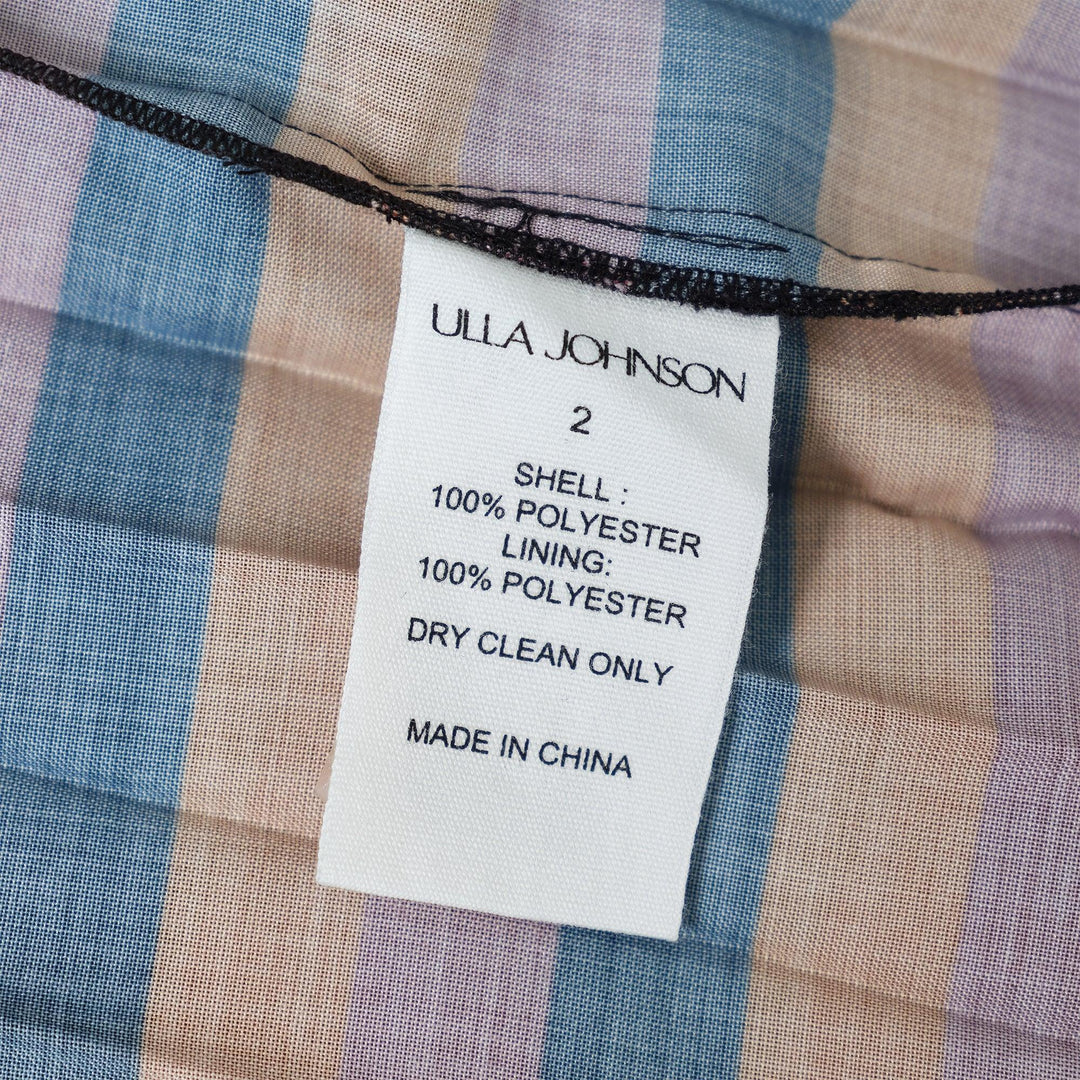 ULLA JOHNSON
2
SHELL :
100% POLYESTER
LINING:
100% POLYESTER
DRY CLEAN ONLY
MADE IN CHINA